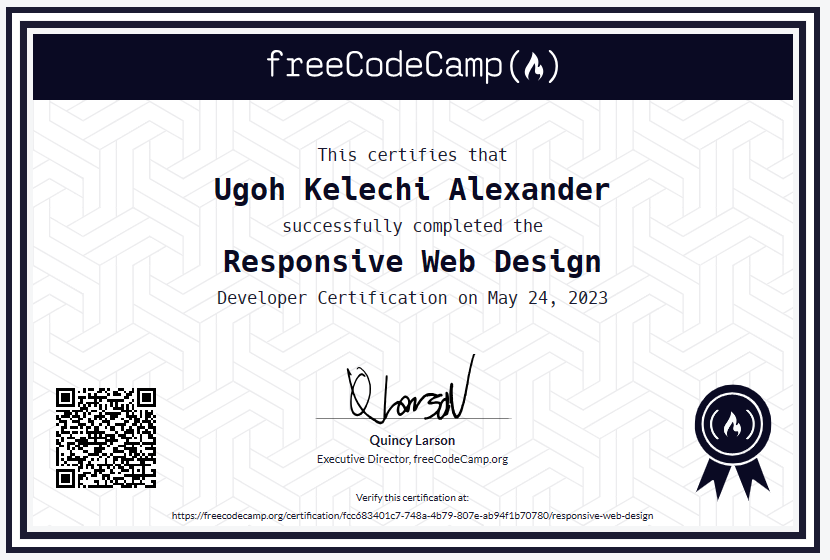 freeCodeCamp
This certifies that
Ugoh Kelechi Alexander
successfully completed the
Responsive Web Design
Developer Certification on May 24, 2023
Q Larson
Quincy Larson
Executive Director, freeCodeCamp.org
Verify this certification at:
https://freecodecamp.org/certification/fcc683401c7-748a-4b79-807e-ab94f1b70780/responsive-web-design